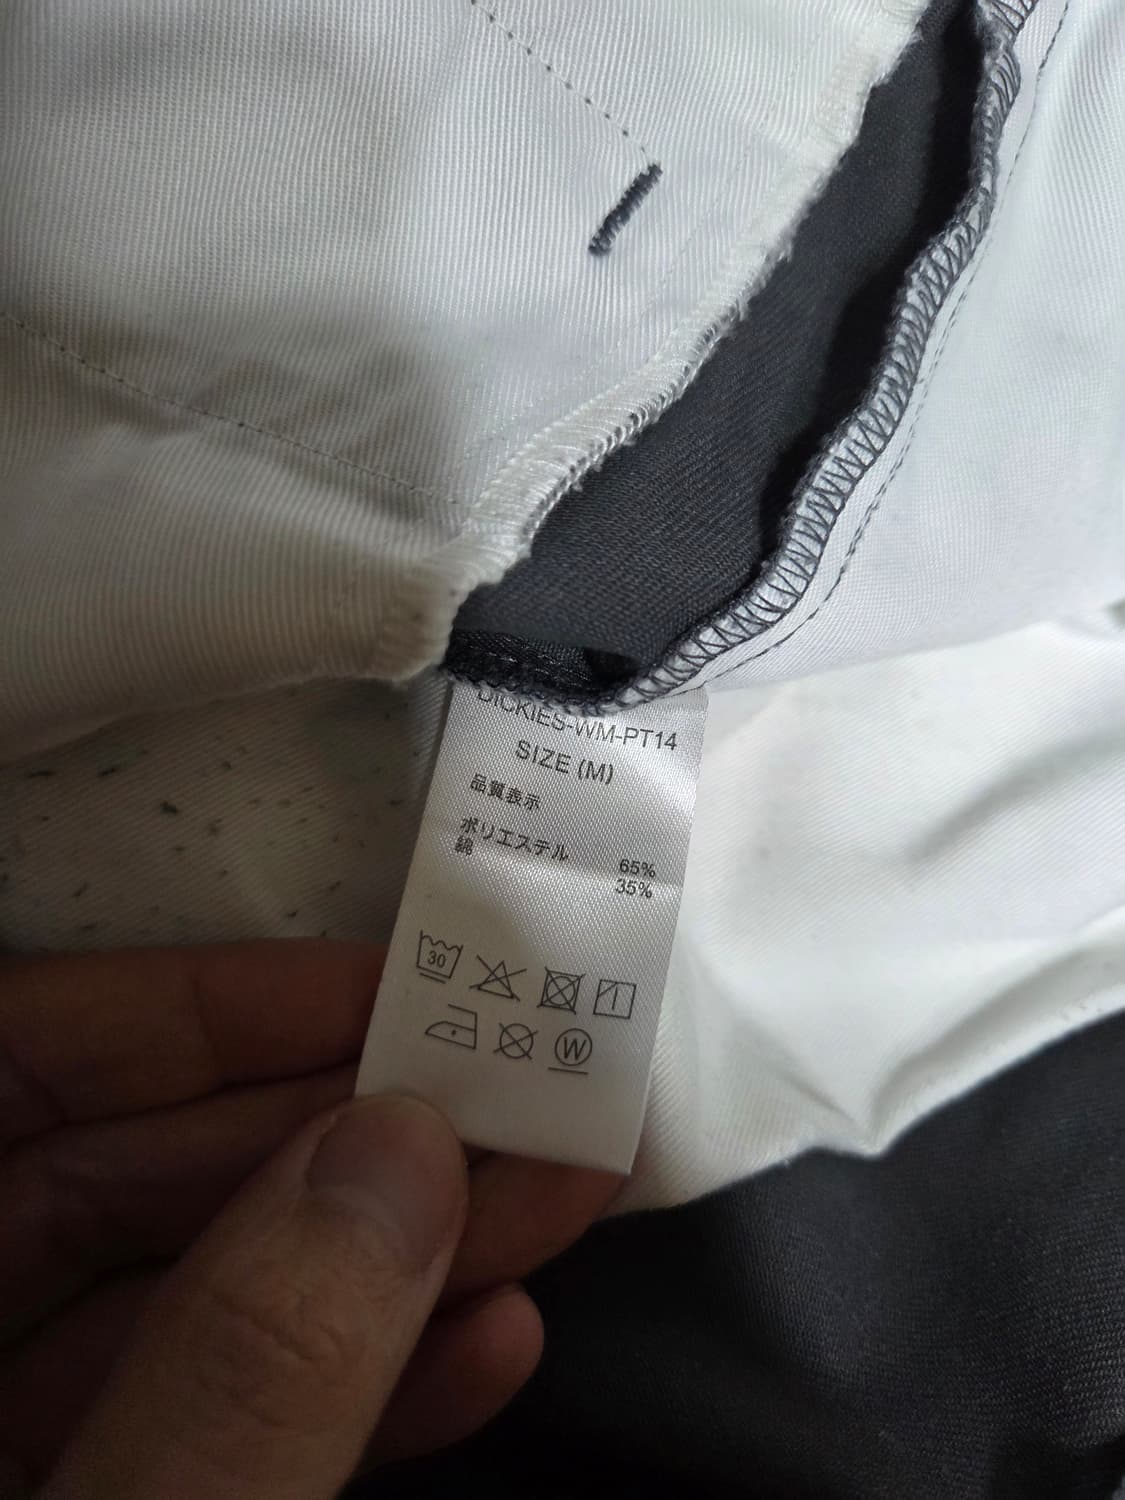 DICKIES-WM-PT14
SIZE (M)
品質表示
ポリエステル 65%
綿 35%
30
W